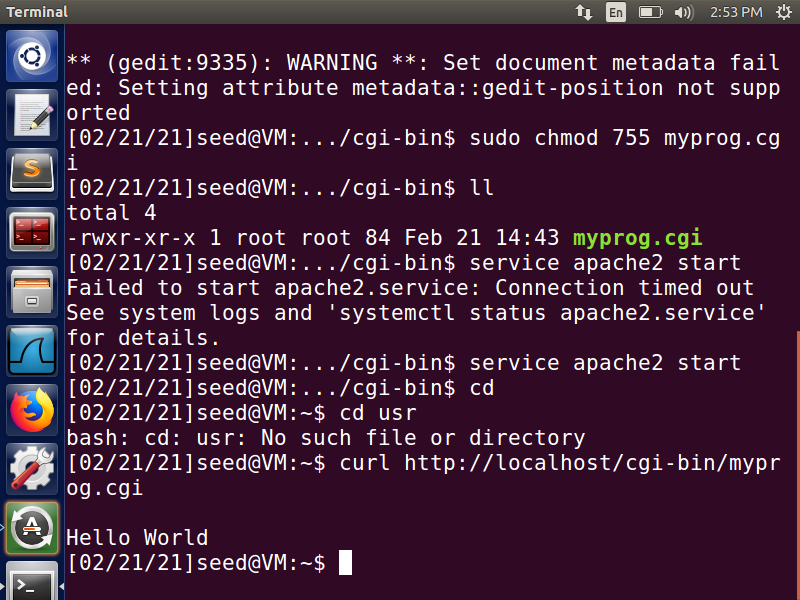 Terminal
En
2:53 PM
** (gedit:9335): WARNING **: Set document metadata fail
ed: Setting attribute metadata::gedit-position not supp
orted
[02/21/21]seed@VM:.../cgi-bin$ sudo chmod 755 myprog.cg
i
[02/21/21]seed@VM:.../cgi-bin$ ll
total 4
-rwxr-xr-x 1 root root 84 Feb 21 14:43 myprog.cgi
[02/21/21]seed@VM:.../cgi-bin$ service apache2 start
Failed to start apache2.service: Connection timed out
See system logs and 'systemctl status apache2.service'
for details.
[02/21/21]seed@VM:.../cgi-bin$ service apache2 start
[02/21/21]seed@VM:.../cgi-bin$ cd
[02/21/21]seed@VM:~$ cd usr
bash: cd: usr: No such file or directory
[02/21/21]seed@VM:~$ curl http://localhost/cgi-bin/mypr
og.cgi

Hello World
[02/21/21]seed@VM:~$